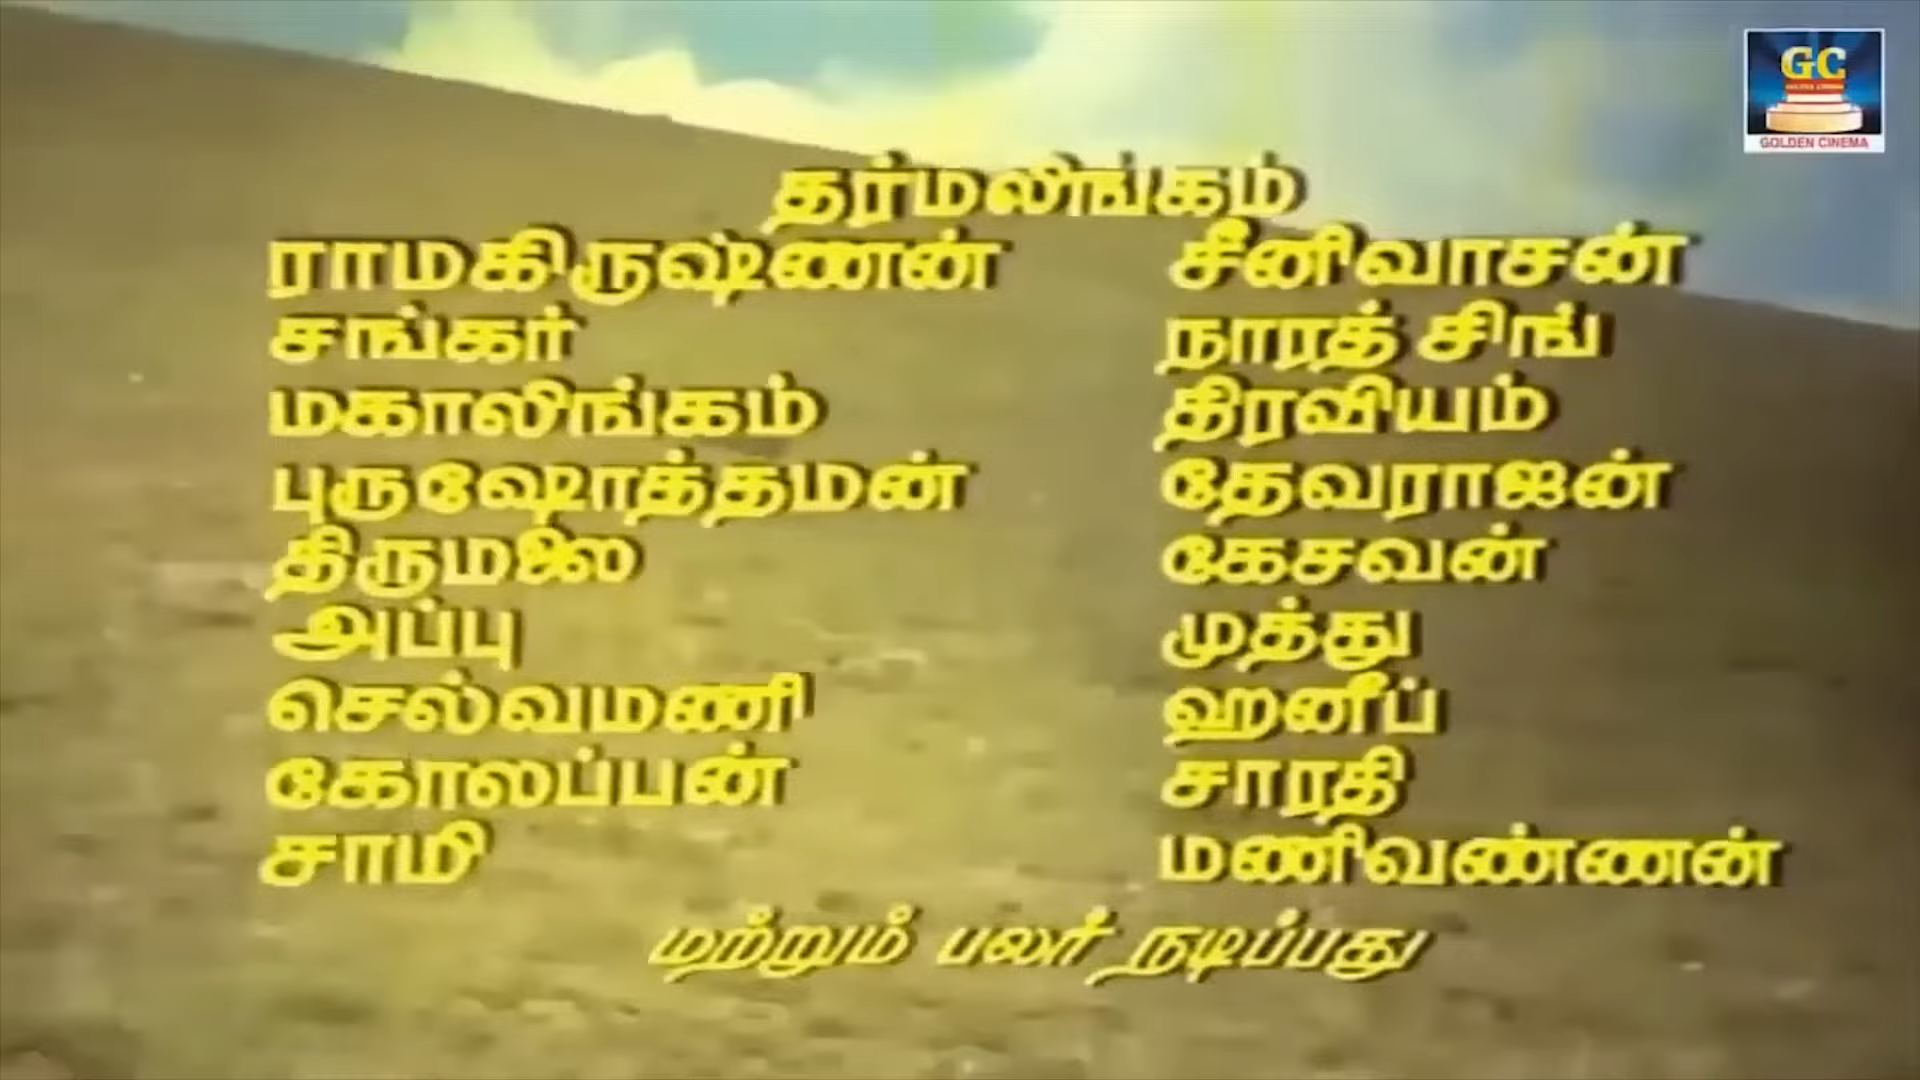 தர்மலிங்கம்
ராமகிருஷ்ணன் சீனிவாசன்
சங்கர் நாரத் சிங்
மகாலிங்கம் திரவியம்
புருஷோத்தமன் தேவராஜன்
திருமலை கேசவன்
அப்பு முத்து
செல்வமணி ஹனீப்
கோலப்பன் சாரதி
சாமி மணிவண்ணன்
மற்றும் பலர் நடிப்பது
GC
GOLDEN CINEMA